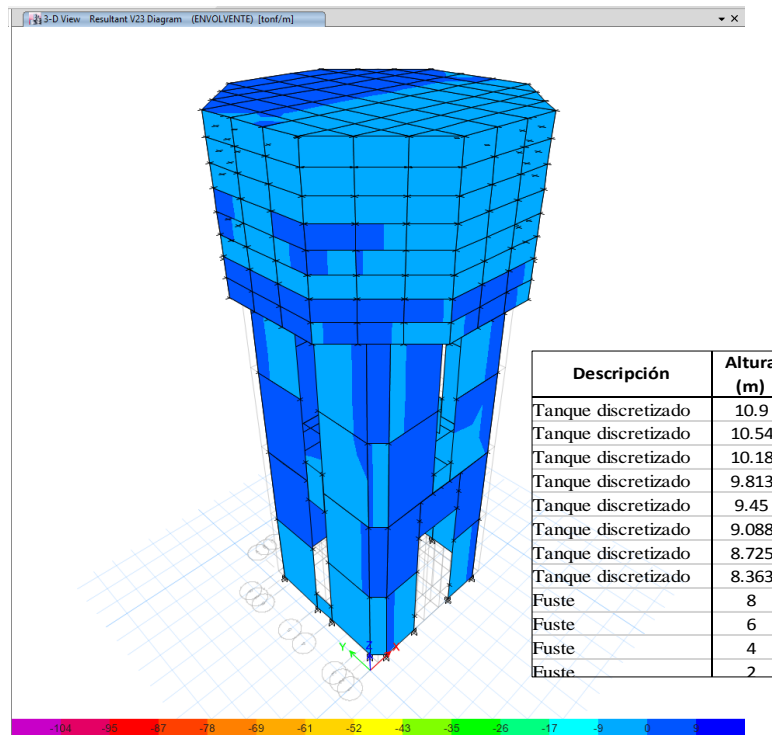 3-D View Resultant V23 Diagram (ENVOLVENTE) [tonf/m]
Descripción Altura (m)
Tanque discretizado 10.9
Tanque discretizado 10.54
Tanque discretizado 10.18
Tanque discretizado 9.813
Tanque discretizado 9.45
Tanque discretizado 9.088
Tanque discretizado 8.725
Tanque discretizado 8.363
Fuste 8
Fuste 6
Fuste 4
Fuste 2
Y Z X
-104 -95 -87 -78 -69 -61 -52 -43 -35 -26 -17 -9 0 9